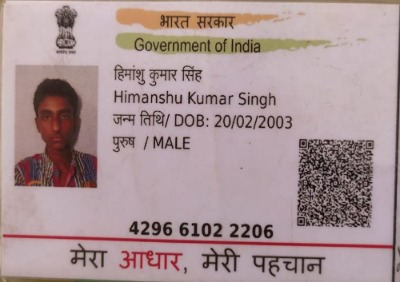 भारत सरकार
Government of India
हिमांशु कुमार सिंह
Himanshu Kumar Singh
जन्म तिथि/ DOB: 20/02/2003
पुरुष / MALE
4296 6102 2206
मेरा आधार, मेरी पहचान